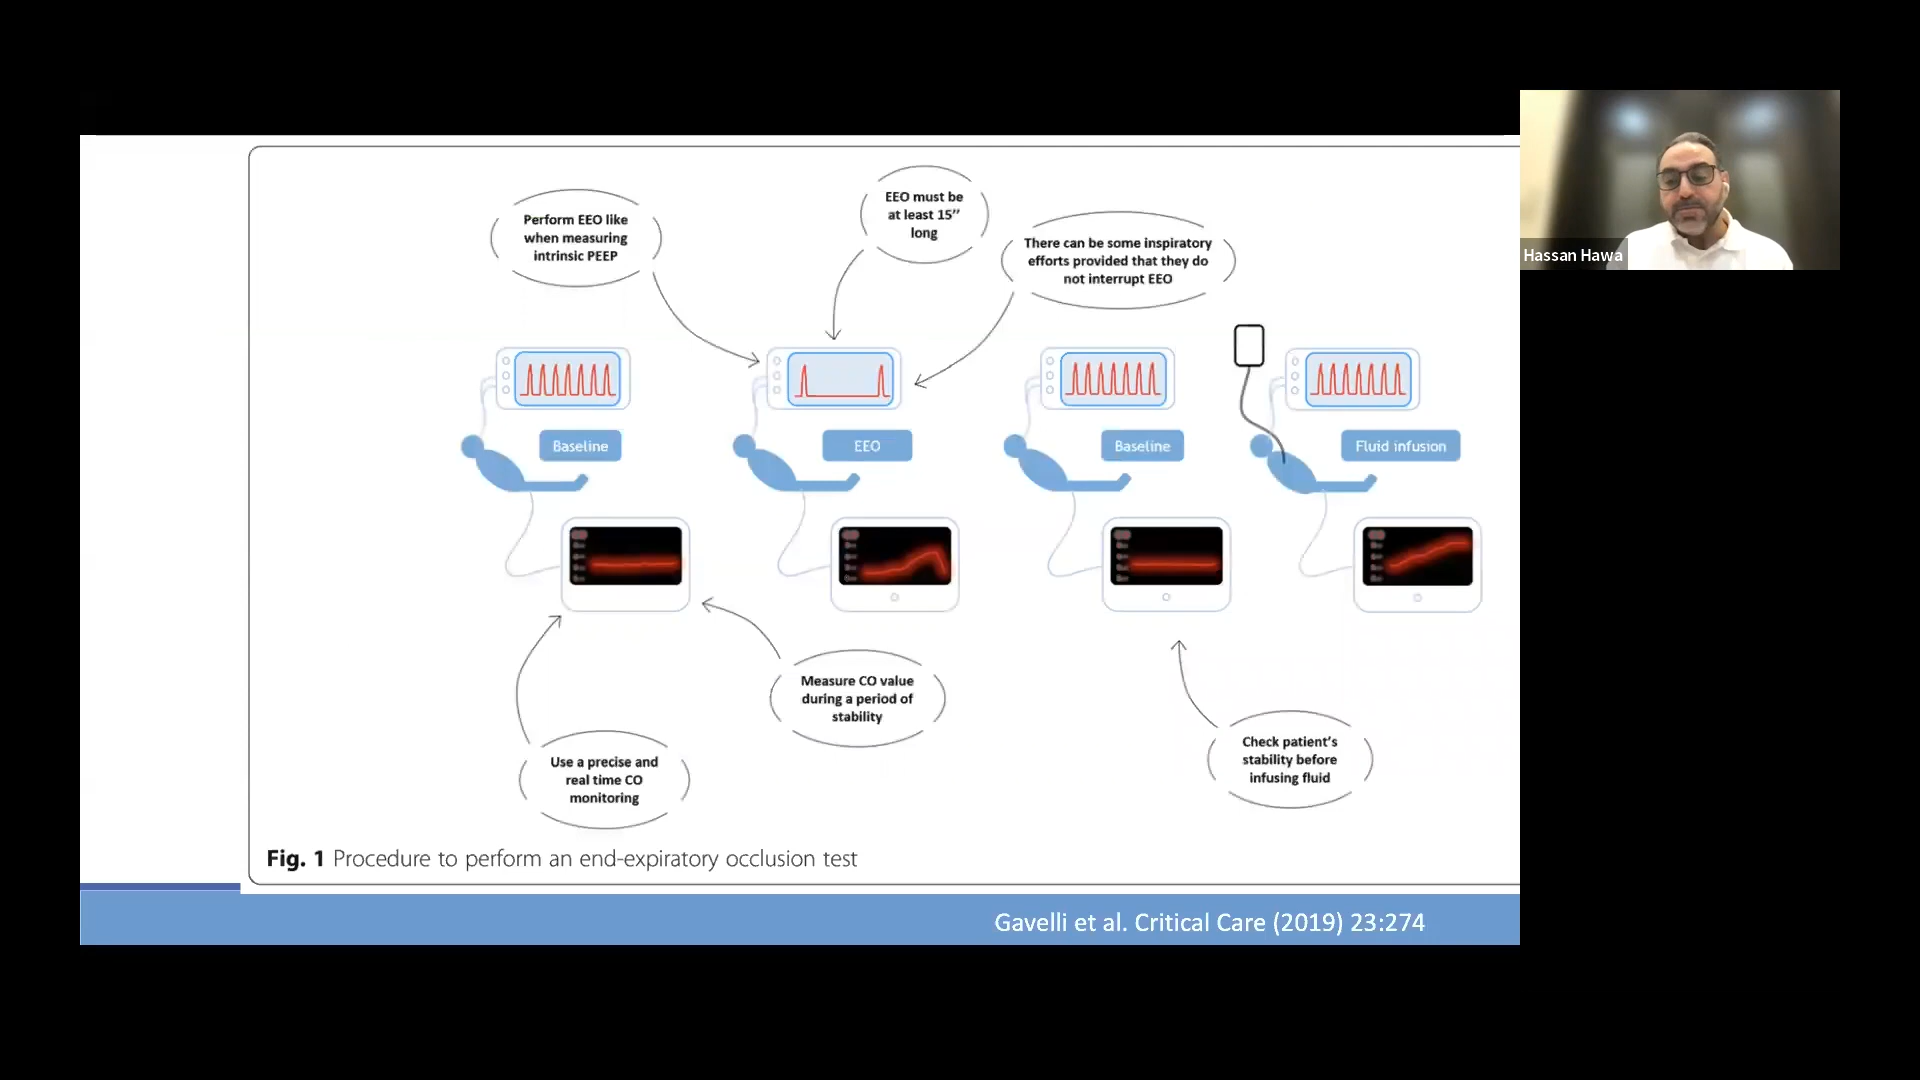 Perform EEO like
when measuring
intrinsic PEEP
EEO must be
at least 15”
long
There can be some inspiratory
efforts provided that they do
not interrupt EEO
Hassan Hawa
Baseline
EEO
Baseline
Fluid infusion
Measure CO value
during a period of
stability
Use a precise and
real time CO
monitoring
Check patient’s
stability before
infusing fluid
Fig. 1 Procedure to perform an end-expiratory occlusion test
Gavelli et al. Critical Care (2019) 23:274